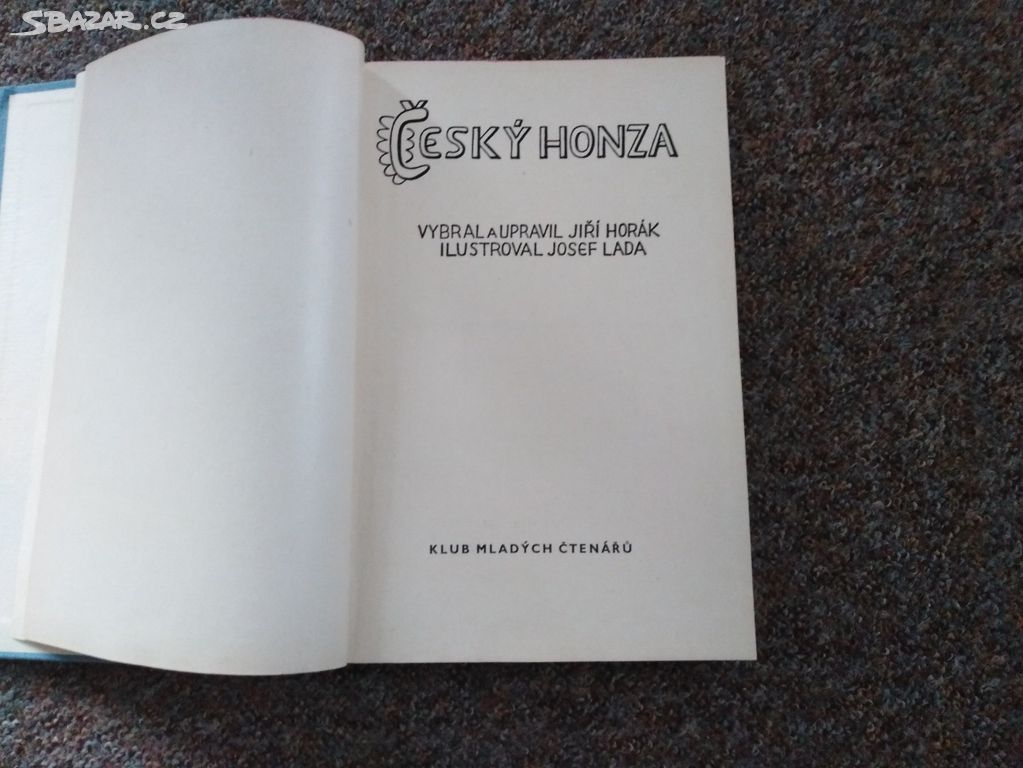 SBAZAR.CZ
ČESKÝ HONZA
VYBRAL A UPRAVIL JIŘÍ HORÁK
ILUSTROVAL JOSEF LADA
KLUB MLADÝCH ČTENÁŘŮ